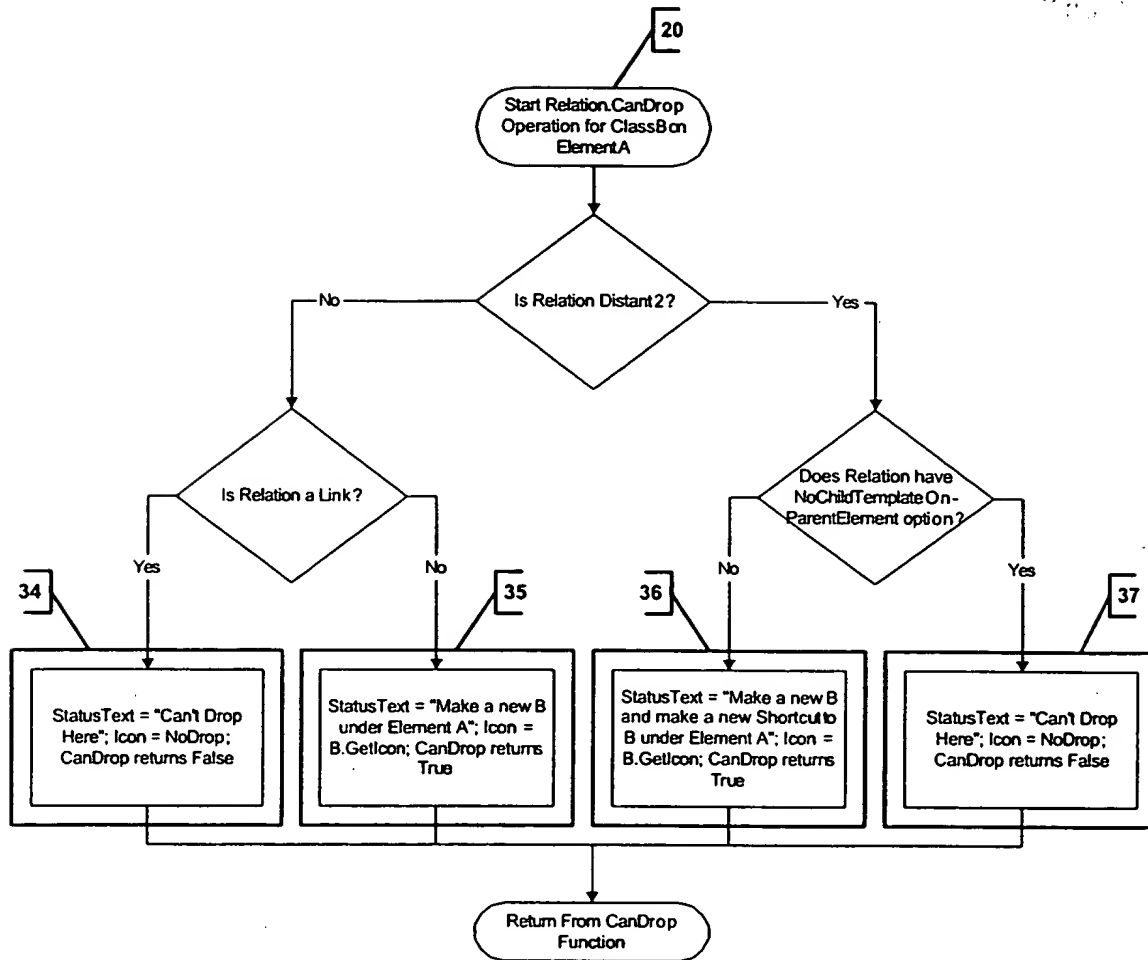 20
Start Relation.CanDrop
Operation for ClassB on
ElementA
Is Relation Distant2?
No
Yes
Is Relation a Link?
Does Relation have
NoChildTemplateOn-
ParentElement option?
Yes
No
No
Yes
34
35
36
37
StatusText = "Can't Drop
Here"; Icon = NoDrop;
CanDrop returns False
StatusText = "Make a new B
under Element A"; Icon =
B.GetIcon; CanDrop returns
True
StatusText = "Make a new B
and make a new Shortcut to
B under Element A"; Icon =
B.GetIcon; CanDrop returns
True
StatusText = "Can't Drop
Here"; Icon = NoDrop;
CanDrop returns False
Return From CanDrop
Function